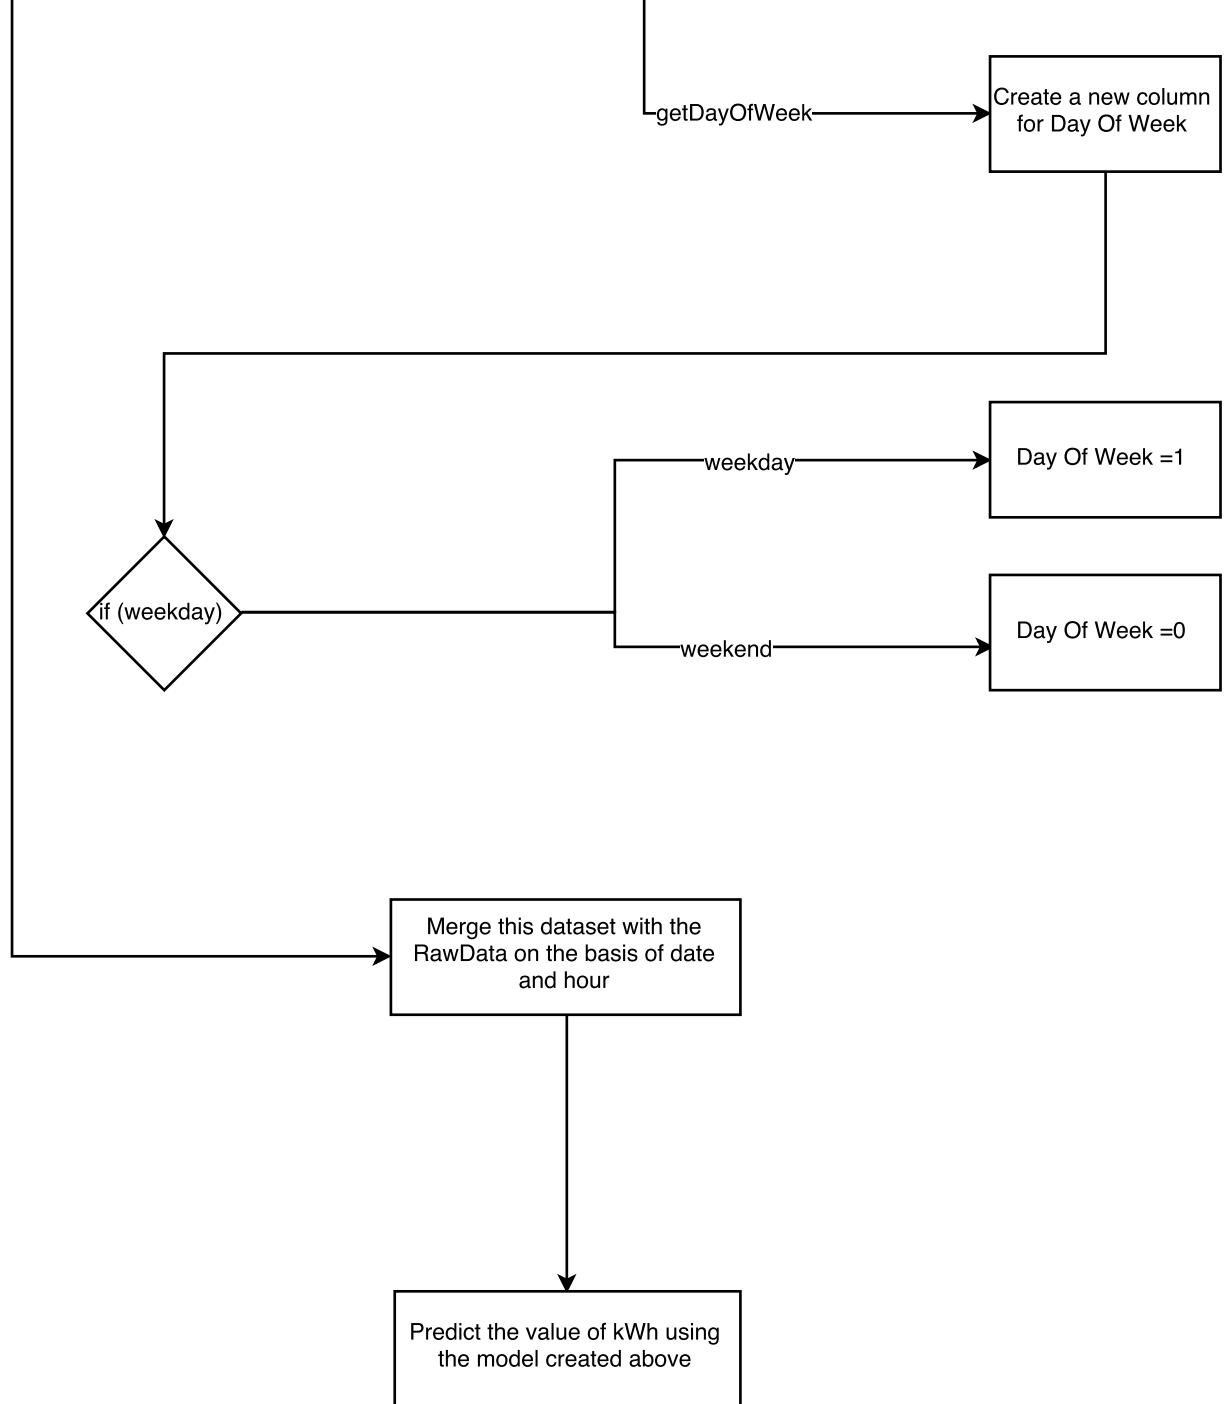 getDayOfWeek
Create a new column
for Day Of Week
weekday
Day Of Week =1
if (weekday)
weekend
Day Of Week =0
Merge this dataset with the
RawData on the basis of date
and hour
Predict the value of kWh using
the model created above